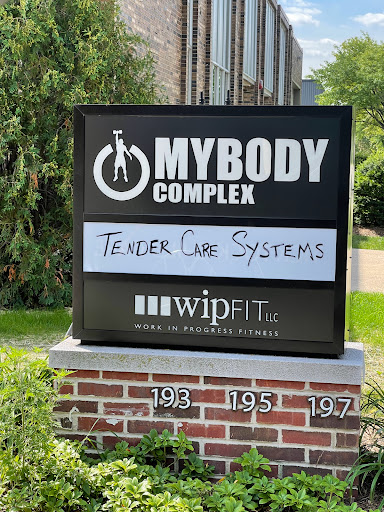 MYBODY
COMPLEX
TENDER CARE SYSTEMS
wipFIT LLC
WORK IN PROGRESS FITNESS
193 195 197